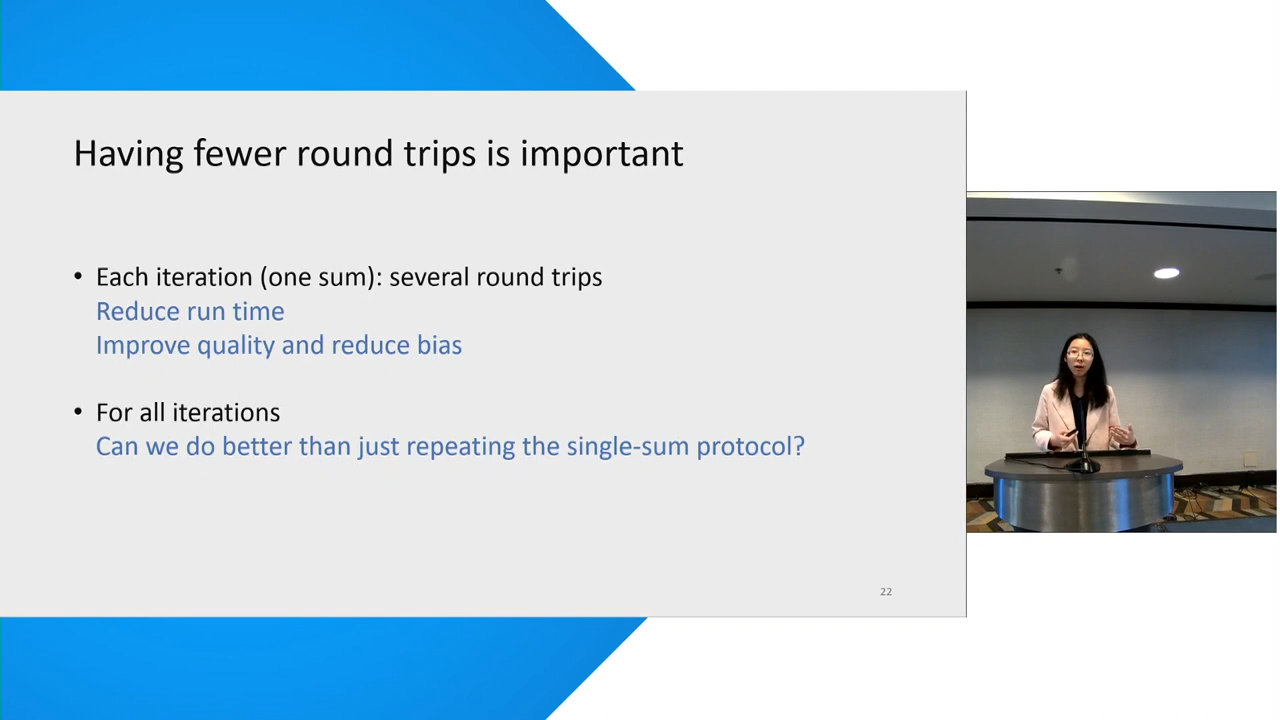 Having fewer round trips is important
• Each iteration (one sum): several round trips
Reduce run time
Improve quality and reduce bias
• For all iterations
Can we do better than just repeating the single-sum protocol?
22